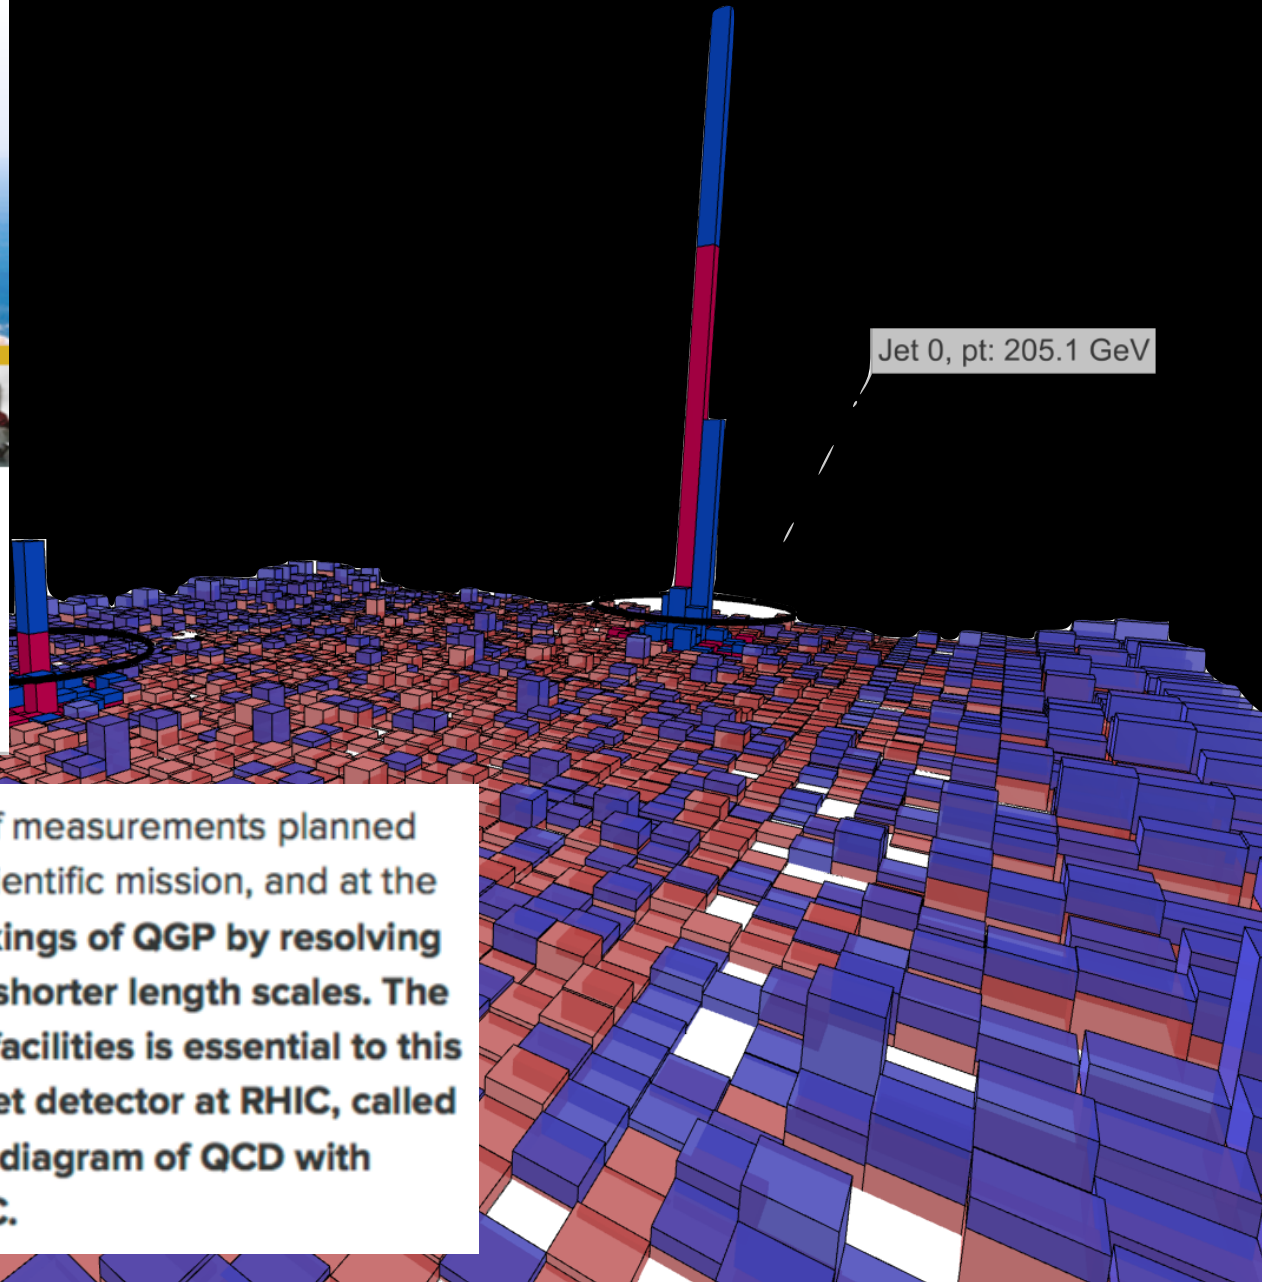 Jet 0, pt: 205.1 GeV
f measurements planned
entific mission, and at the
kings of QGP by resolving
shorter length scales. The
facilities is essential to this
et detector at RHIC, called
diagram of QCD with
C.